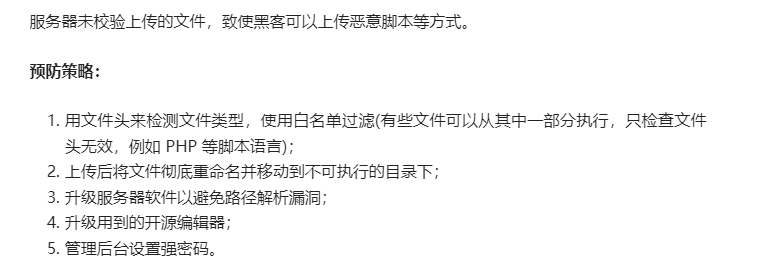 服务器未校验上传的文件，致使黑客可以上传恶意脚本等方式。
预防策略：
1. 用文件头来检测文件类型，使用白名单过滤(有些文件可以从其中一部分执行，只检查文件
头无效，例如 PHP 等脚本语言)；
2. 上传后将文件彻底重命名并移动到不可执行的目录下；
3. 升级服务器软件以避免路径解析漏洞；
4. 升级用到的开源编辑器；
5. 管理后台设置强密码。